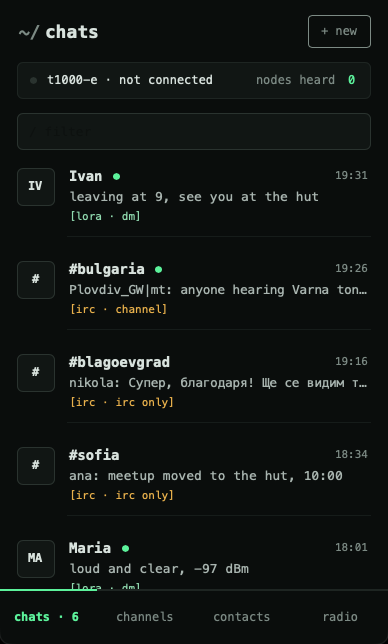 ~/ chats
+ new
t1000-e · not connected
nodes heard 0
IV
Ivan
19:31
leaving at 9, see you at the hut
[lora · dm]
#
#bulgaria
19:26
Plovdiv_GW|mt: anyone hearing Varna ton…
[irc · channel]
#
#blagoevgrad
19:16
nikola: Супер, благодаря! Ще се видим т…
[irc · irc only]
#
#sofia
18:34
ana: meetup moved to the hut, 10:00
[irc · irc only]
MA
Maria
18:01
loud and clear, −97 dBm
[lora · dm]
chats · 6
channels
contacts
radio